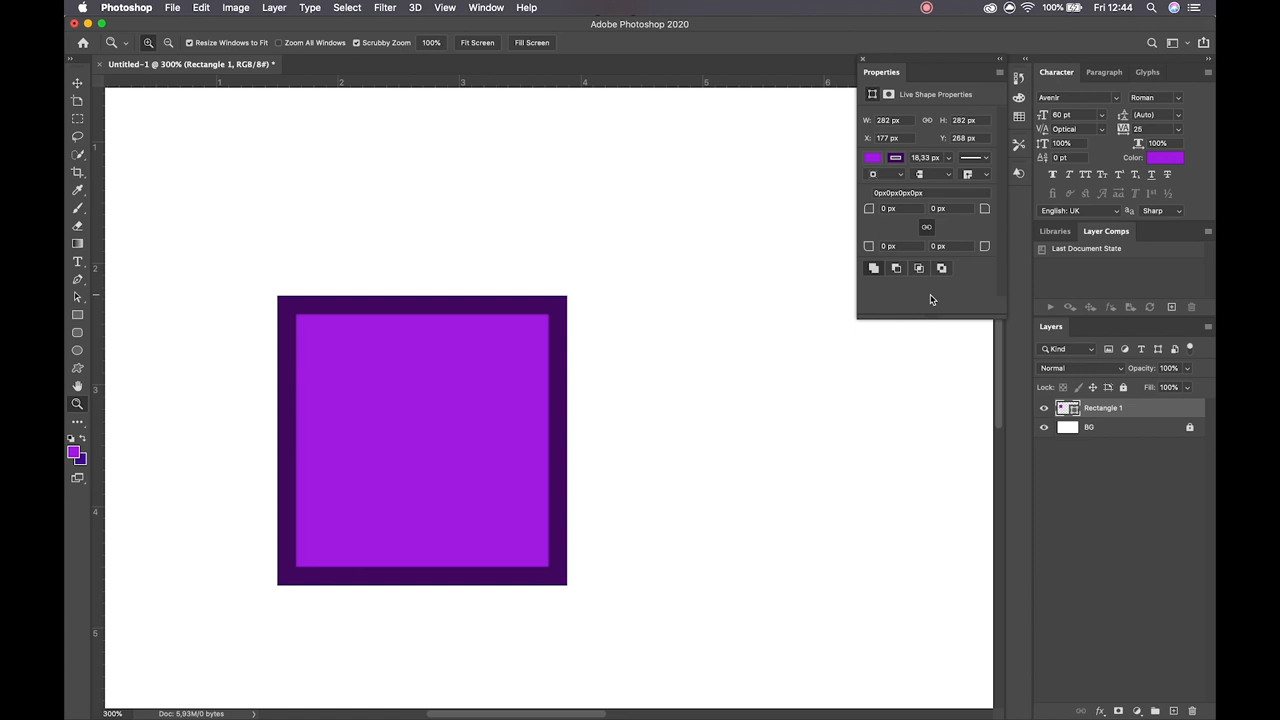 Photoshop File Edit Image Layer Type Select Filter 3D View Window Help 100% Fri 12:44
Adobe Photoshop 2020
Resize Windows to Fit Zoom All Windows Scrubby Zoom 100% Fit Screen Fill Screen
Untitled-1 @ 300% (Rectangle 1, RGB/8#) *
1 2 3 4 5 6
1
2
3
4
5
Properties
Live Shape Properties
W: 282 px H: 282 px
X: 177 px Y: 268 px
18,33 px
0px0px0px0px
0 px 0 px
0 px 0 px
Character Paragraph Glyphs
Avenir Roman
60 pt (Auto)
Optical 25
100% 100%
0 pt Color:
English: UK Sharp
Libraries Layer Comps
Last Document State
Layers
Kind
Normal Opacity: 100%
Lock: Fill: 100%
Rectangle 1
BG
300% Doc: 5,93M/0 bytes